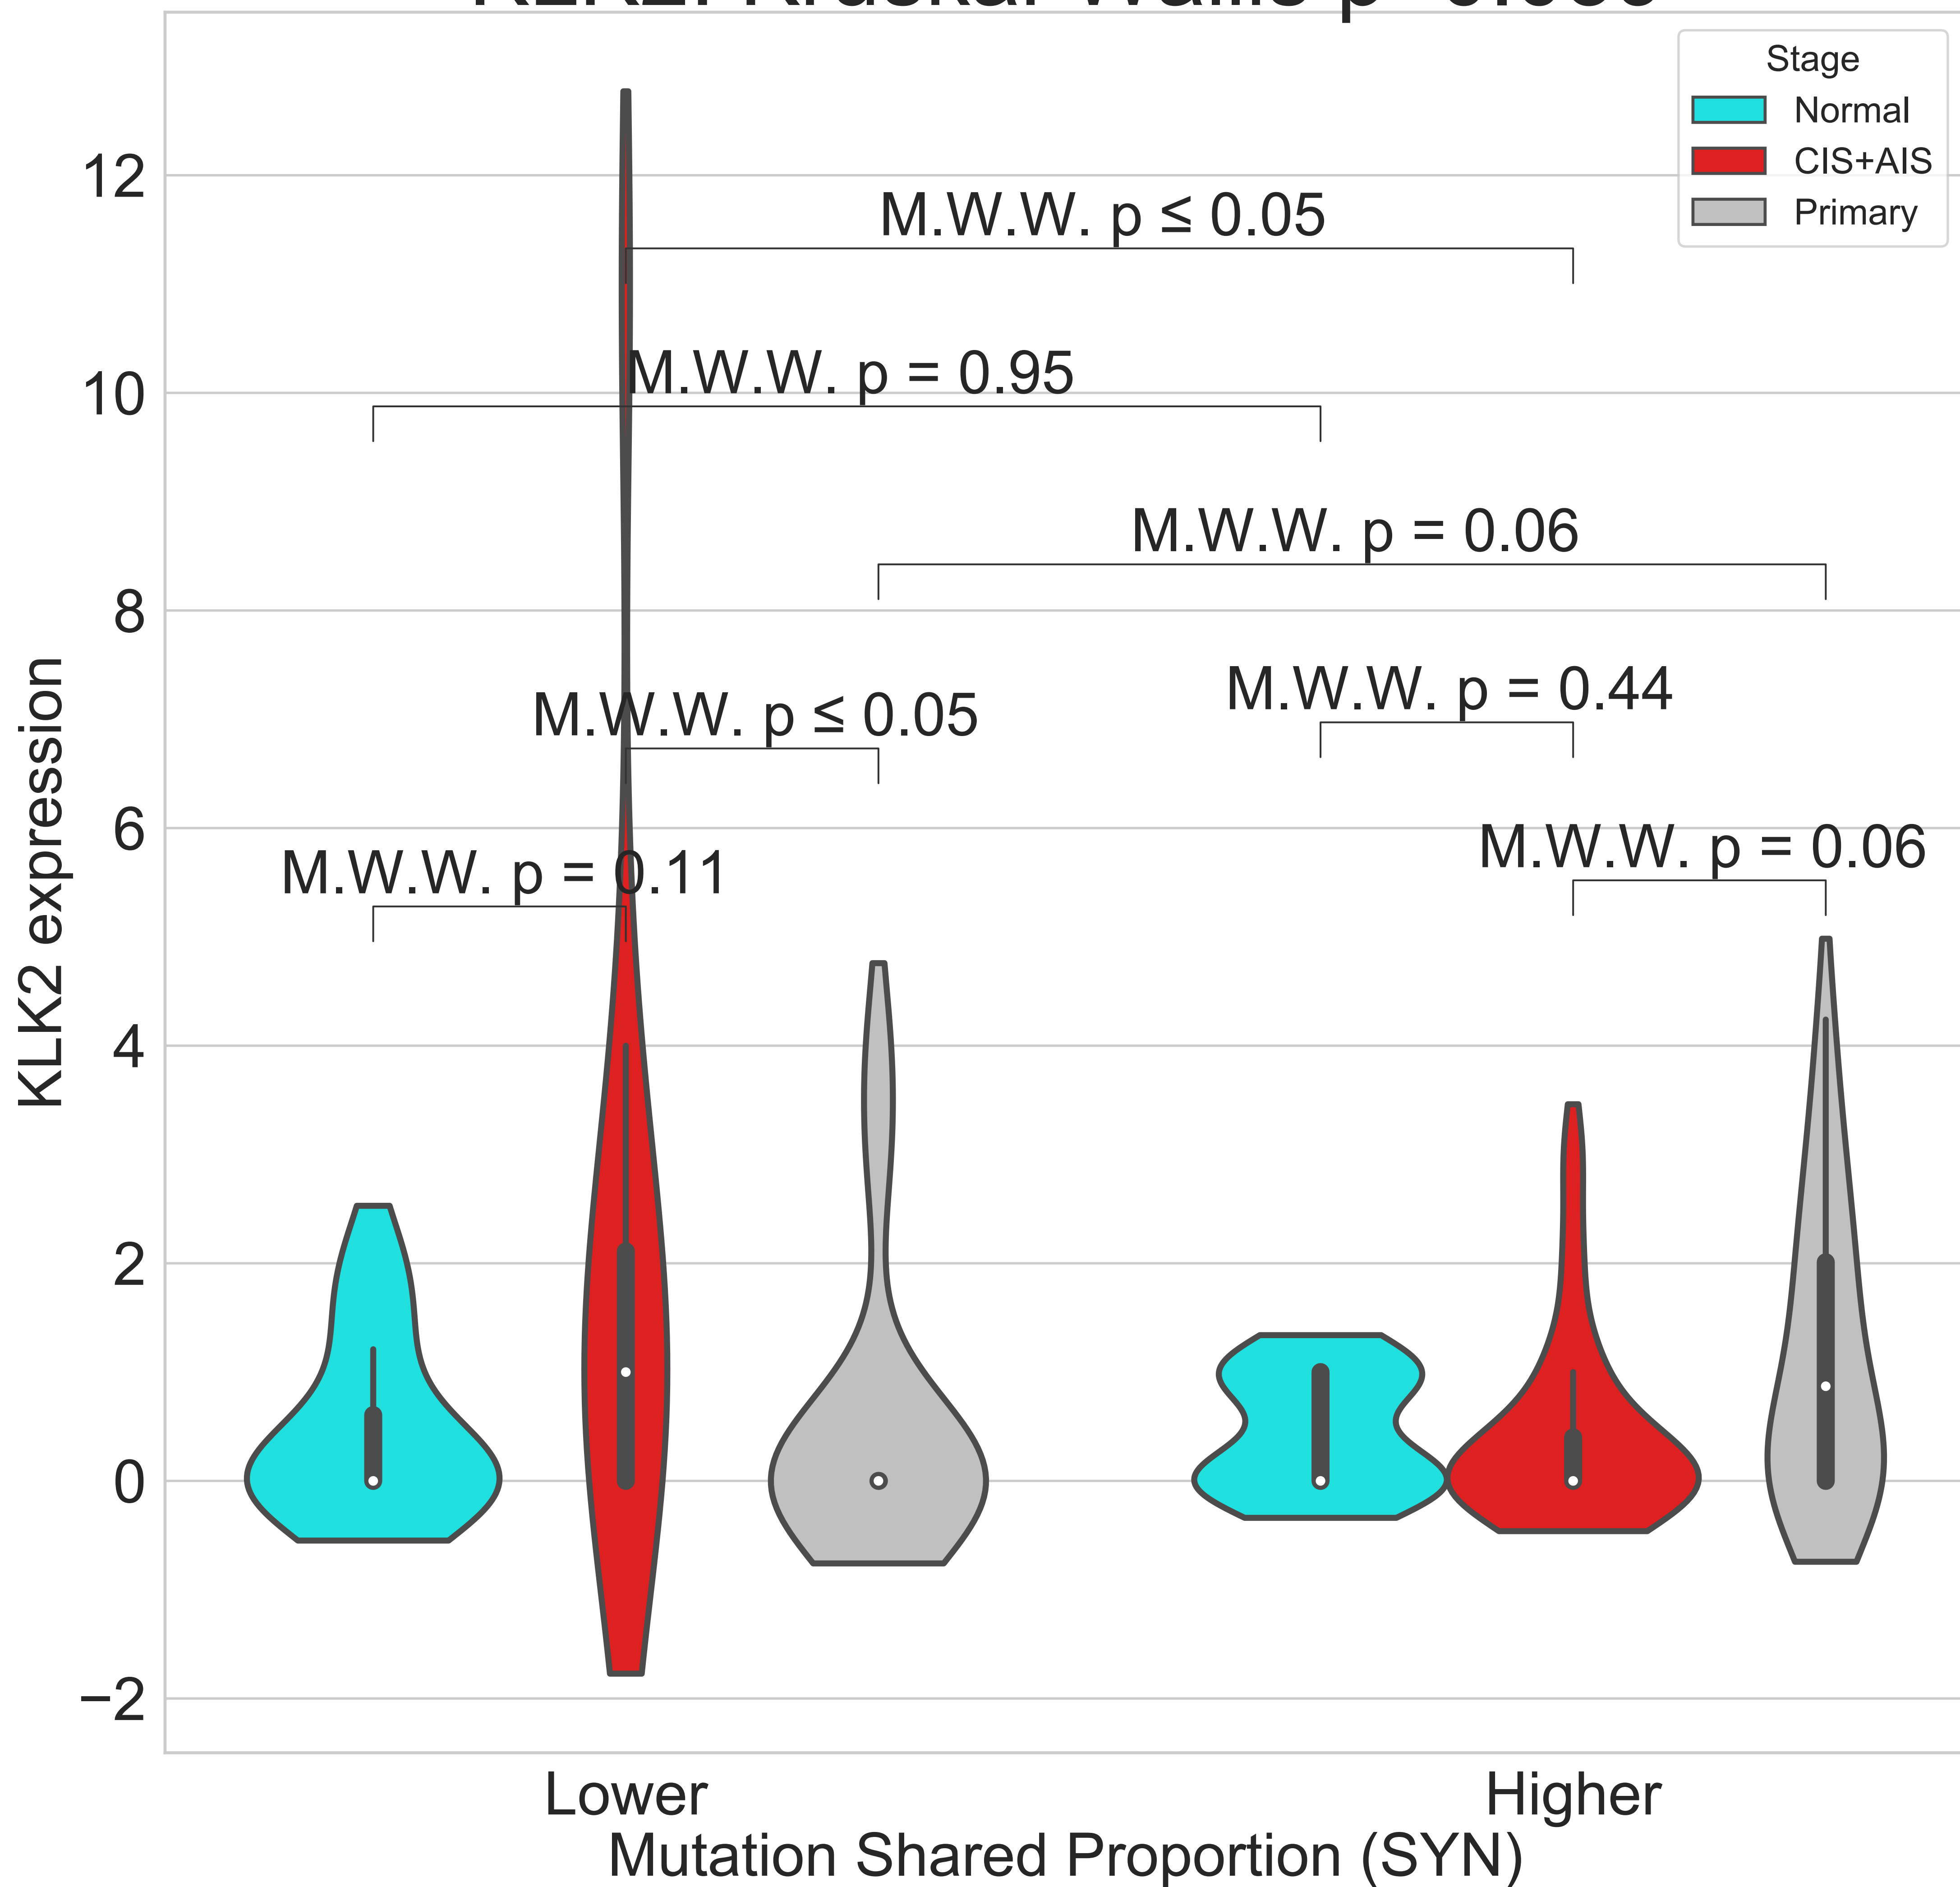 Stage
Normal
CIS+AIS
Primary
12
10
8
6
4
2
0
−2
KLK2 expression
M.W.W. p ≤ 0.05
M.W.W. p = 0.95
M.W.W. p = 0.06
M.W.W. p = 0.44
M.W.W. p ≤ 0.05
M.W.W. p = 0.06
M.W.W. p = 0.11
Lower
Higher
Mutation Shared Proportion (SYN)